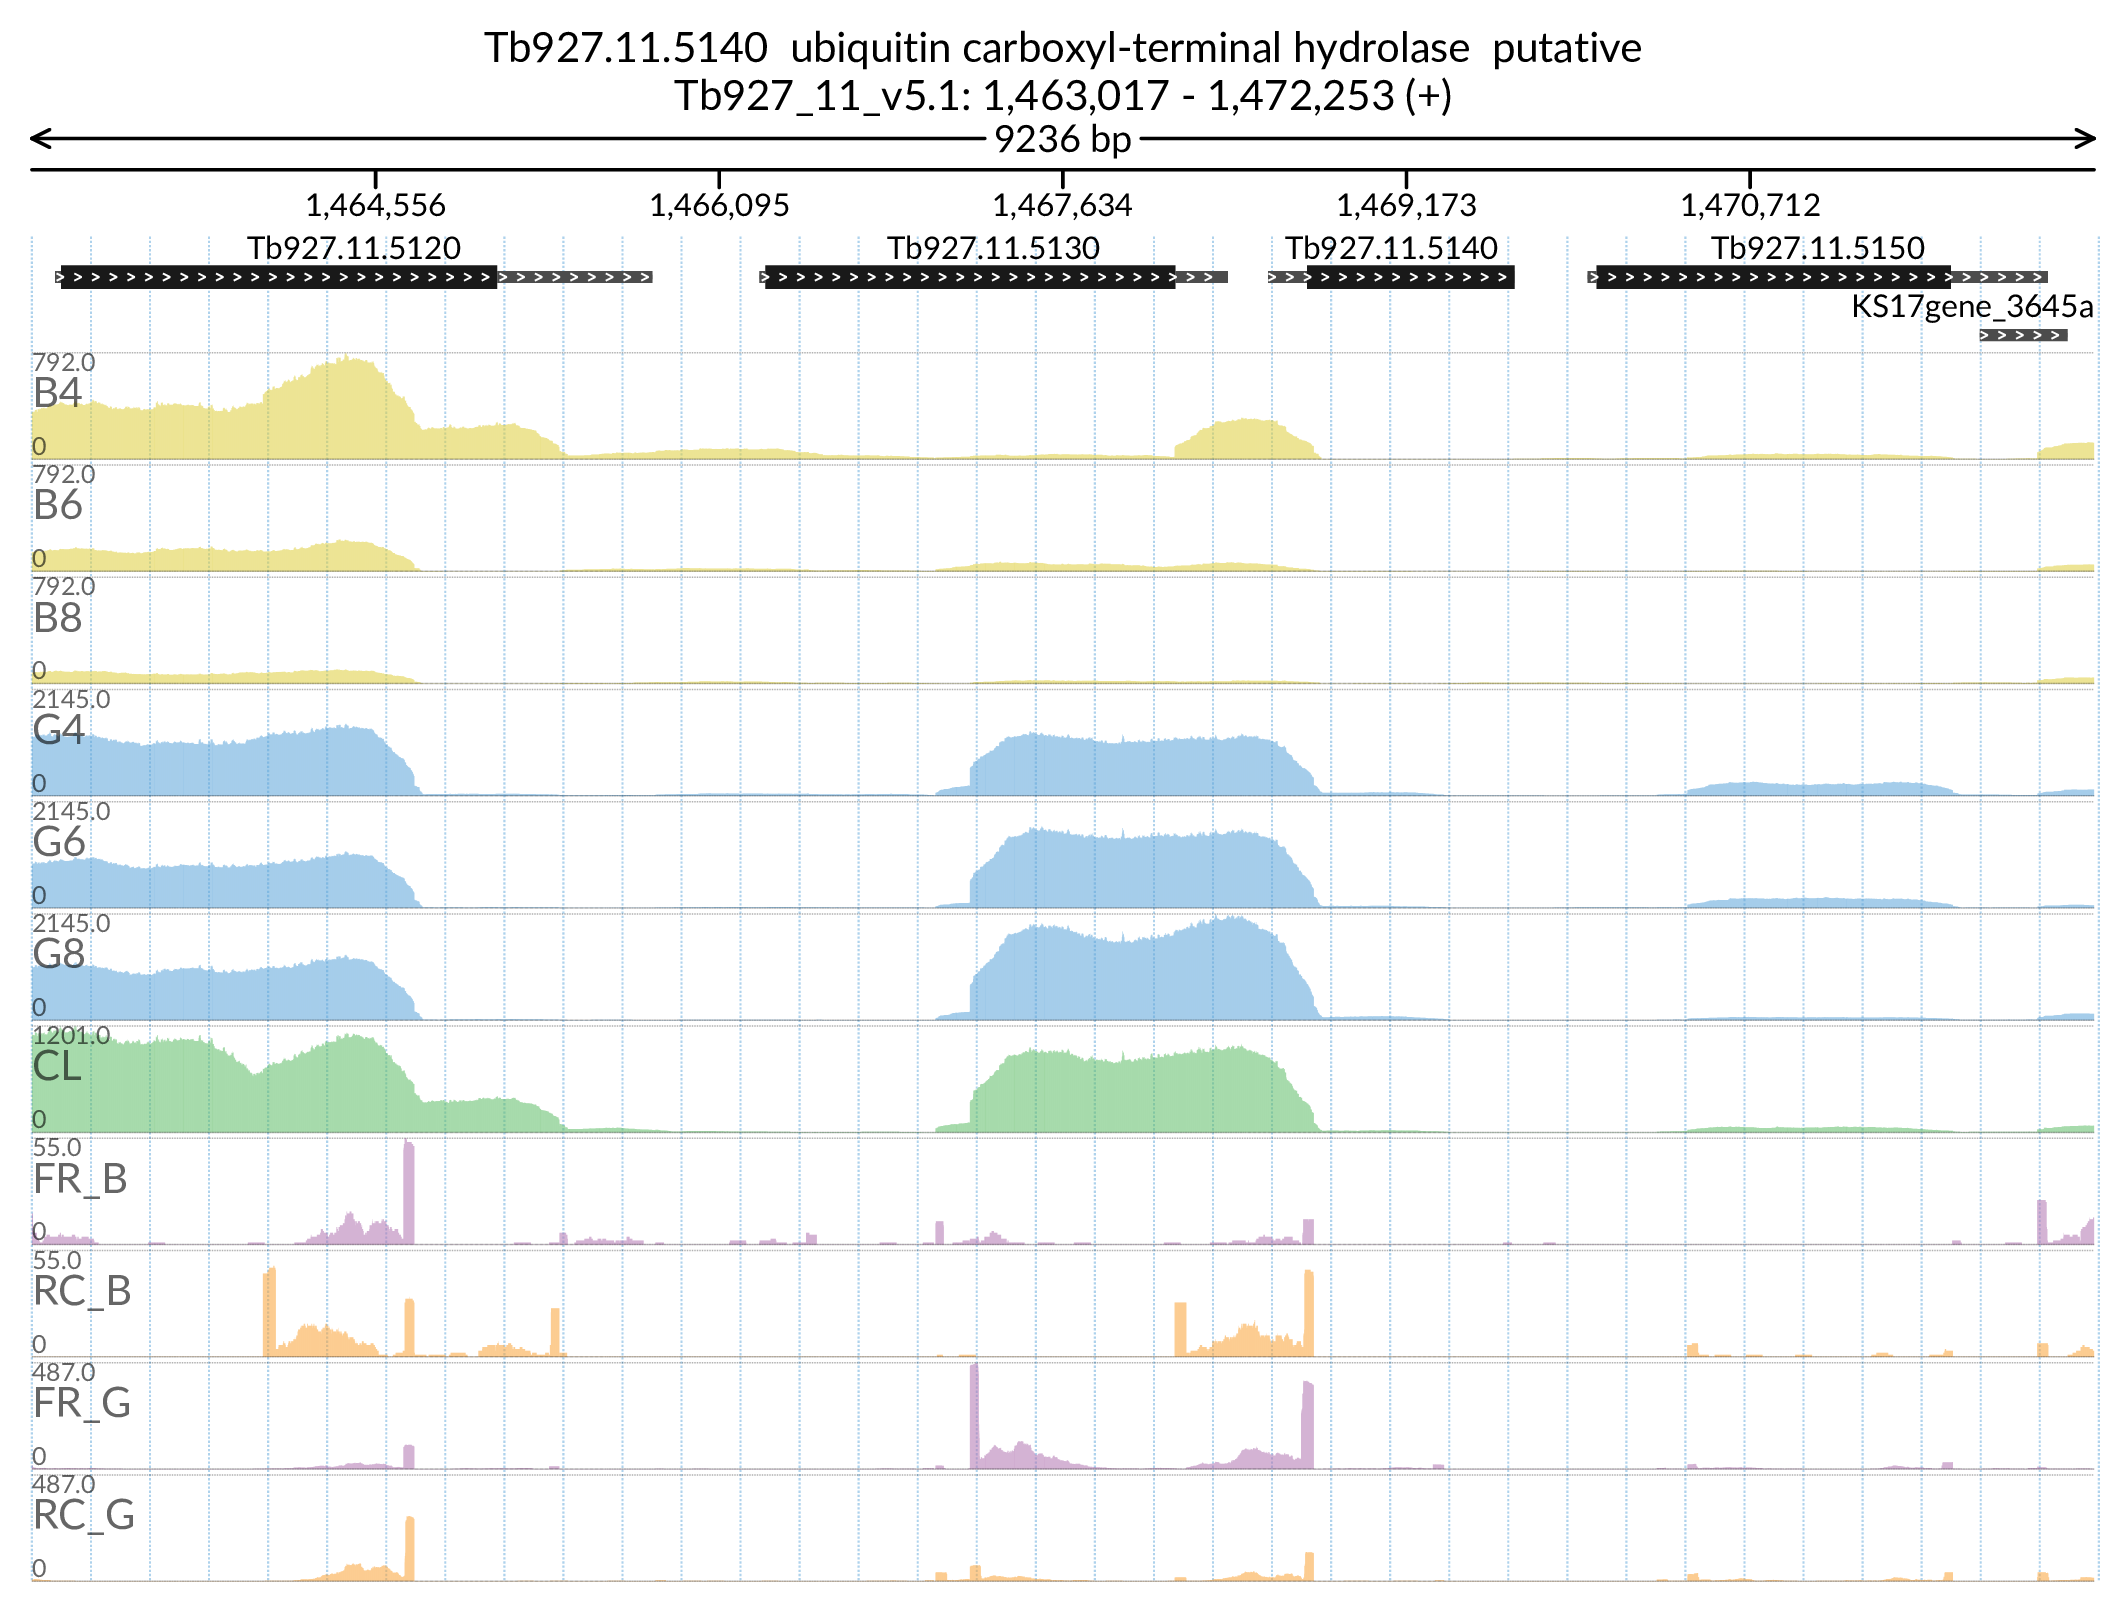 Tb927.11.5140 ubiquitin carboxyl-terminal hydrolase putative
Tb927_11_v5.1: 1,463,017 - 1,472,253 (+)
9236 bp
1,464,556 1,466,095 1,467,634 1,469,173 1,470,712
Tb927.11.5120 Tb927.11.5130 Tb927.11.5140 Tb927.11.5150
KS17gene_3645a
792.0
B4
0
792.0
B6
0
792.0
B8
0
2145.0
G4
0
2145.0
G6
0
2145.0
G8
0
1201.0
CL
0
55.0
FR_B
0
55.0
RC_B
0
487.0
FR_G
0
487.0
RC_G
0